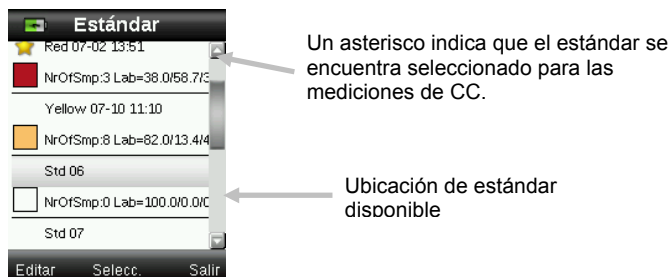 Estándar
Red 07-02 13:51
NrOfSmp:3 Lab=38.0/58.7/3
Yellow 07-10 11:10
NrOfSmp:8 Lab=82.0/13.4/4
Std 06
NrOfSmp:0 Lab=100.0/0.0/0
Std 07
Editar Selecc. Salir
Un asterisco indica que el estándar se
encuentra seleccionado para las
mediciones de CC.
Ubicación de estándar
disponible